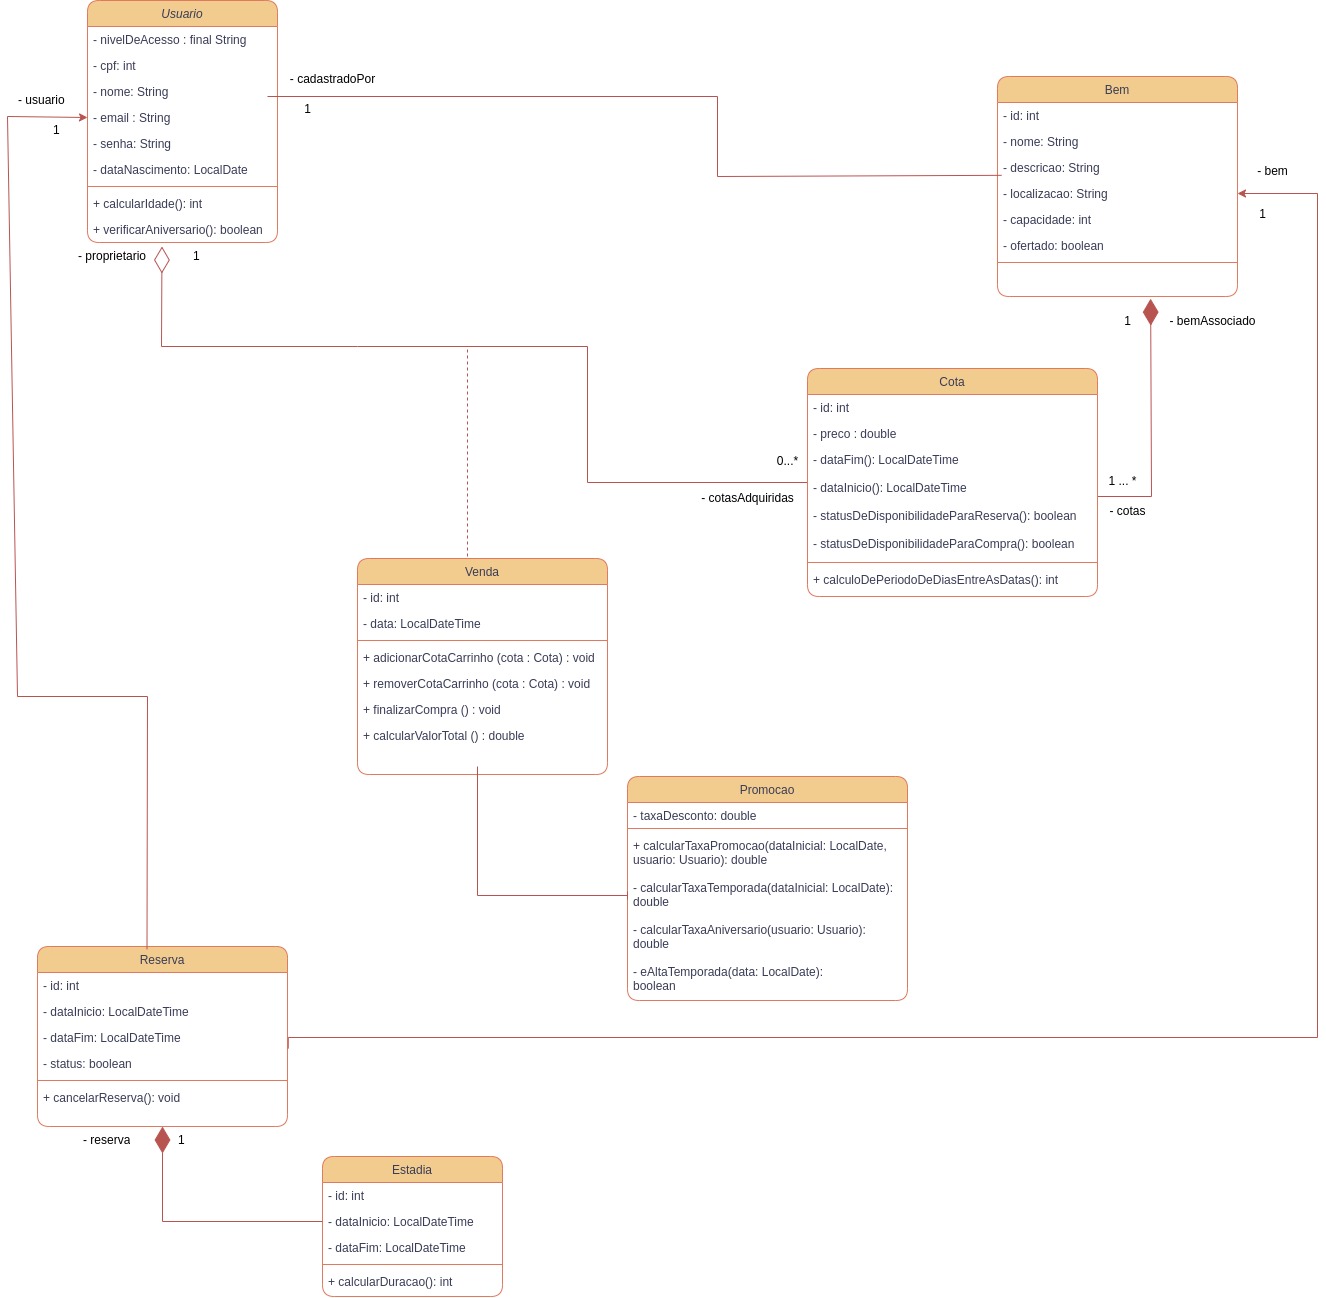 Usuario
- nivelDeAcesso : final String
- cpf: int
- nome: String
- email : String
- senha: String
- dataNascimento: LocalDate
+ calcularIdade(): int
+ verificarAniversario(): boolean
- usuario
1
- cadastradoPor
1
Bem
- id: int
- nome: String
- descricao: String
- localizacao: String
- capacidade: int
- ofertado: boolean
- bem
1
- proprietario
1
1
- bemAssociado
Cota
- id: int
- preco : double
- dataFim(): LocalDateTime
- dataInicio(): LocalDateTime
- statusDeDisponibilidadeParaReserva(): boolean
- statusDeDisponibilidadeParaCompra(): boolean
+ calculoDePeriodoDeDiasEntreAsDatas(): int
0...*
- cotasAdquiridas
1 ... *
- cotas
Venda
- id: int
- data: LocalDateTime
+ adicionarCotaCarrinho (cota : Cota) : void
+ removerCotaCarrinho (cota : Cota) : void
+ finalizarCompra () : void
+ calcularValorTotal () : double
Promocao
- taxaDesconto: double
+ calcularTaxaPromocao(dataInicial: LocalDate,
usuario: Usuario): double
- calcularTaxaTemporada(dataInicial: LocalDate):
double
- calcularTaxaAniversario(usuario: Usuario):
double
- eAltaTemporada(data: LocalDate):
boolean
Reserva
- id: int
- dataInicio: LocalDateTime
- dataFim: LocalDateTime
- status: boolean
+ cancelarReserva(): void
- reserva
1
Estadia
- id: int
- dataInicio: LocalDateTime
- dataFim: LocalDateTime
+ calcularDuracao(): int